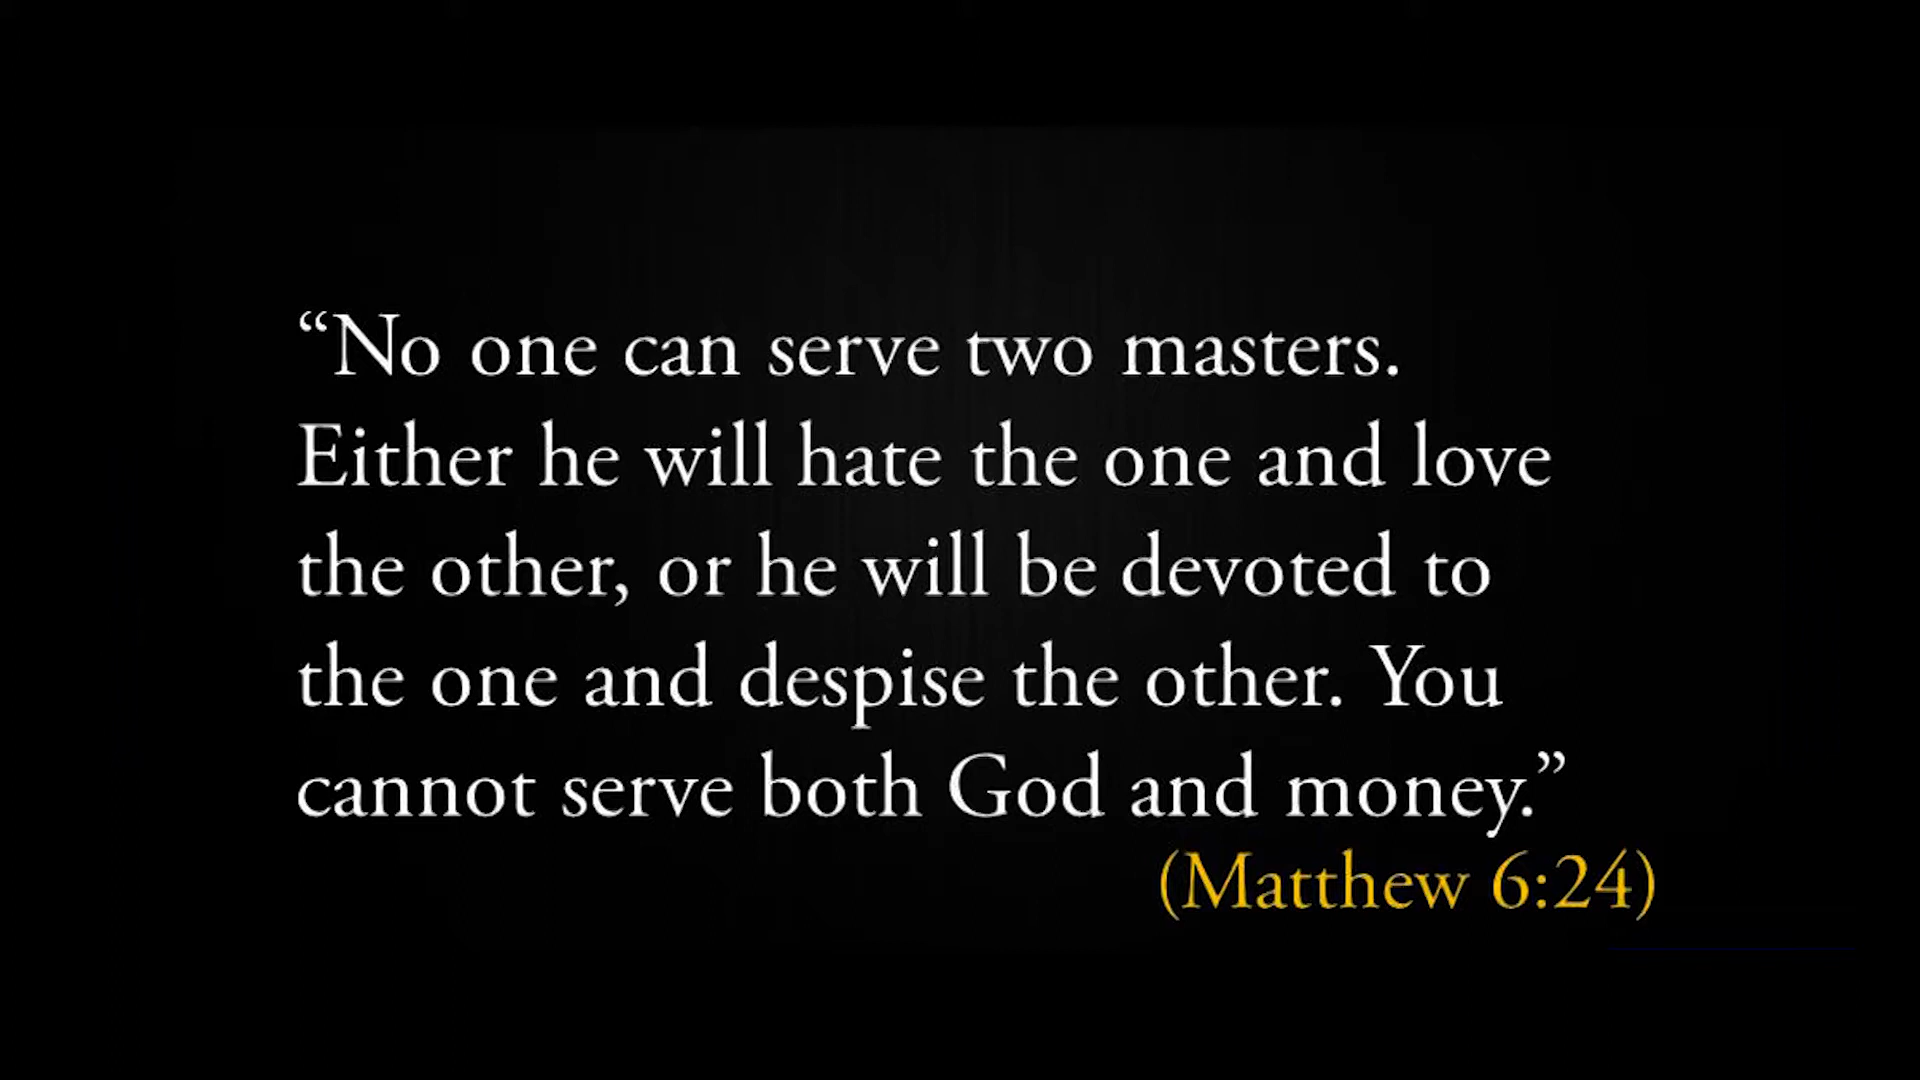 “No one can serve two masters.
Either he will hate the one and love
the other, or he will be devoted to
the one and despise the other. You
cannot serve both God and money.”
(Matthew 6:24)